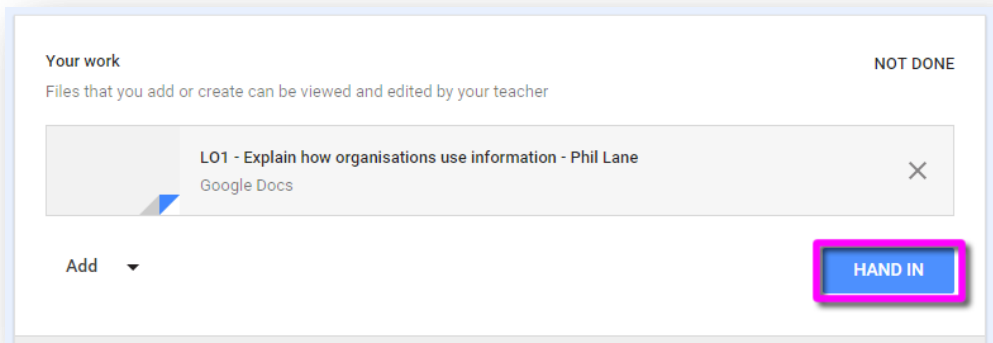 Your work
NOT DONE
Files that you add or create can be viewed and edited by your teacher
LO1 - Explain how organisations use information - Phil Lane
Google Docs
Add
HAND IN